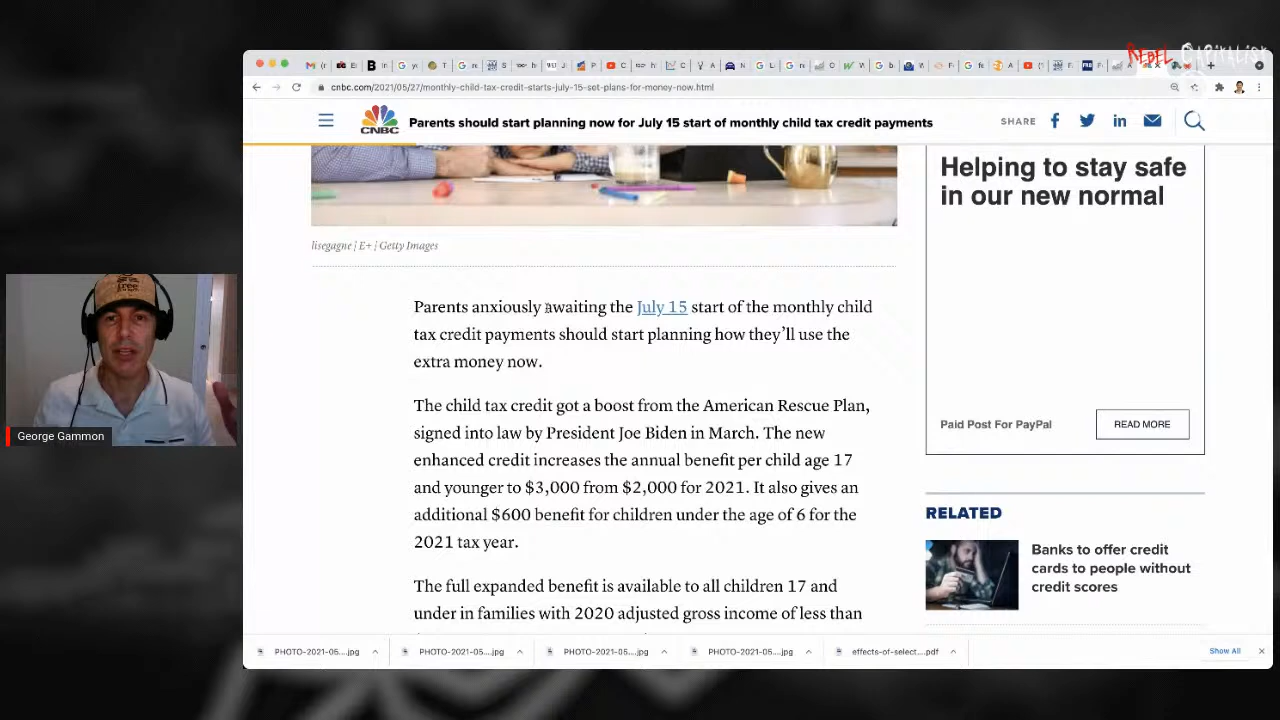 REBEL CAPITALIST
cnbc.com/2021/05/27/monthly-child-tax-credit-starts-july-15-set-plans-for-money-now.html
CNBC
Parents should start planning now for July 15 start of monthly child tax credit payments
SHARE
lisegagne | E+ | Getty Images
Parents anxiously awaiting the July 15 start of the monthly child
tax credit payments should start planning how they’ll use the
extra money now.
The child tax credit got a boost from the American Rescue Plan,
signed into law by President Joe Biden in March. The new
enhanced credit increases the annual benefit per child age 17
and younger to $3,000 from $2,000 for 2021. It also gives an
additional $600 benefit for children under the age of 6 for the
2021 tax year.
The full expanded benefit is available to all children 17 and
under in families with 2020 adjusted gross income of less than
Helping to stay safe
in our new normal
Paid Post For PayPal
READ MORE
RELATED
Banks to offer credit
cards to people without
credit scores
George Gammon
PHOTO-2021-05....jpg
PHOTO-2021-05....jpg
PHOTO-2021-05....jpg
PHOTO-2021-05....jpg
effects-of-select....pdf
Show All